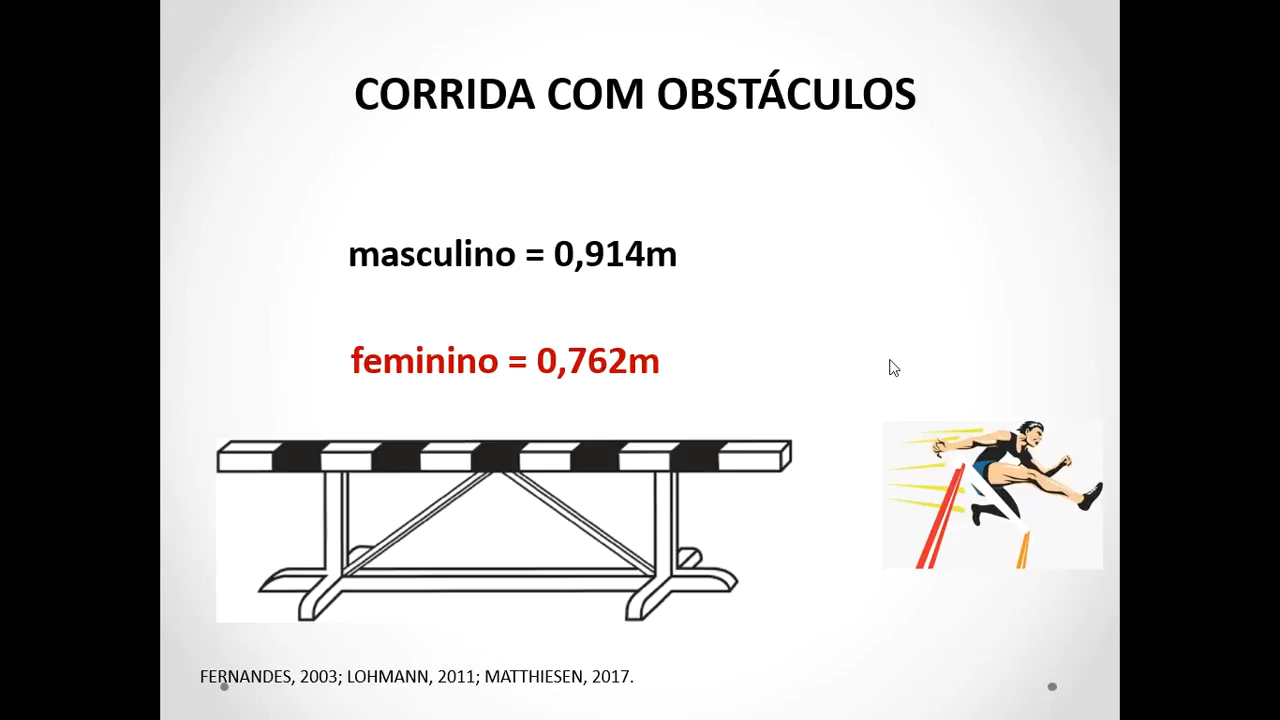 CORRIDA COM OBSTÁCULOS
masculino = 0,914m
feminino = 0,762m
FERNANDES, 2003; LOHMANN, 2011; MATTHIESEN, 2017.